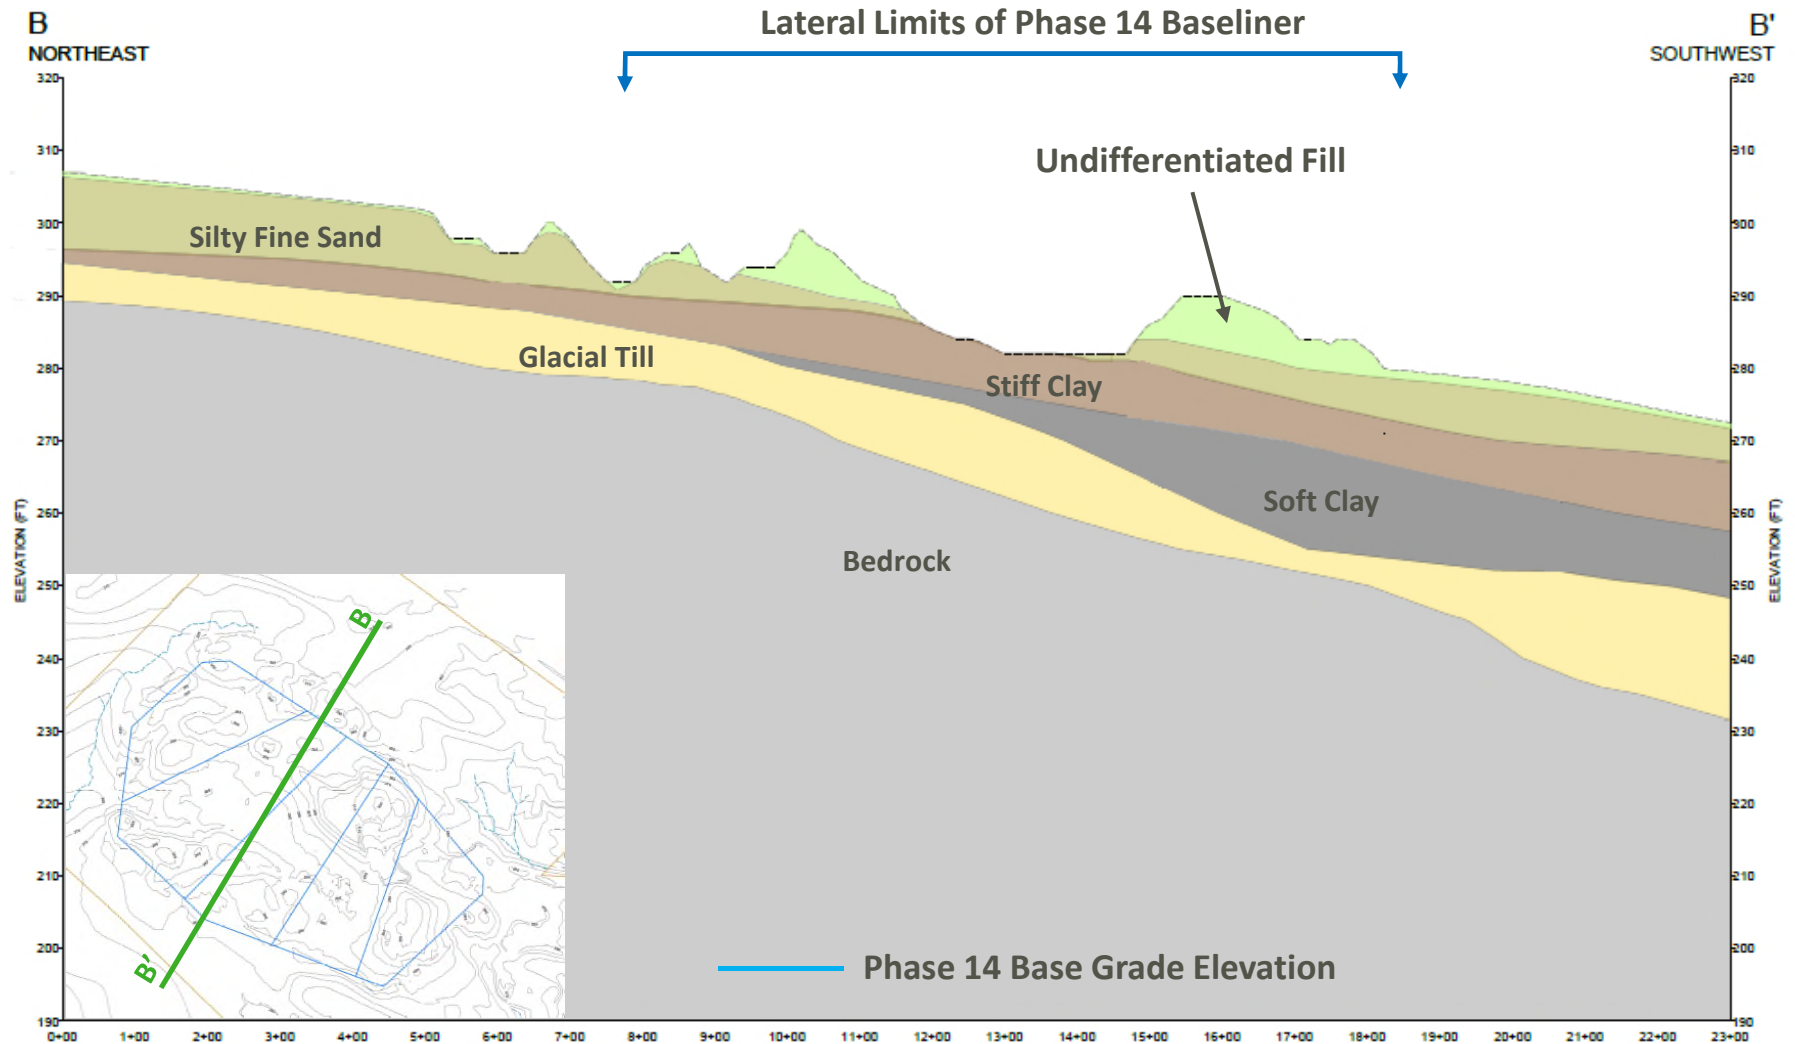 B
B'
Lateral Limits of Phase 14 Baseliner
NORTHEAST
SOUTHWEST
320
320
310
310
Undifferentiated Fill
300
300
Silty Fine Sand
290
290
Glacial Till
280
280
Stiff Clay
270
270
Soft Clay
260
260
ELEVATION (FT)
ELEVATION (FT)
Bedrock
250
250
B
240
240
230
230
220
220
210
210
200
200
B'
Phase 14 Base Grade Elevation
190
190
0+00 1+00 2+00 3+00 4+00 5+00 6+00 7+00 8+00 9+00 10+00 11+00 12+00 13+00 14+00 15+00 16+00 17+00 18+00 19+00 20+00 21+00 22+00 23+00